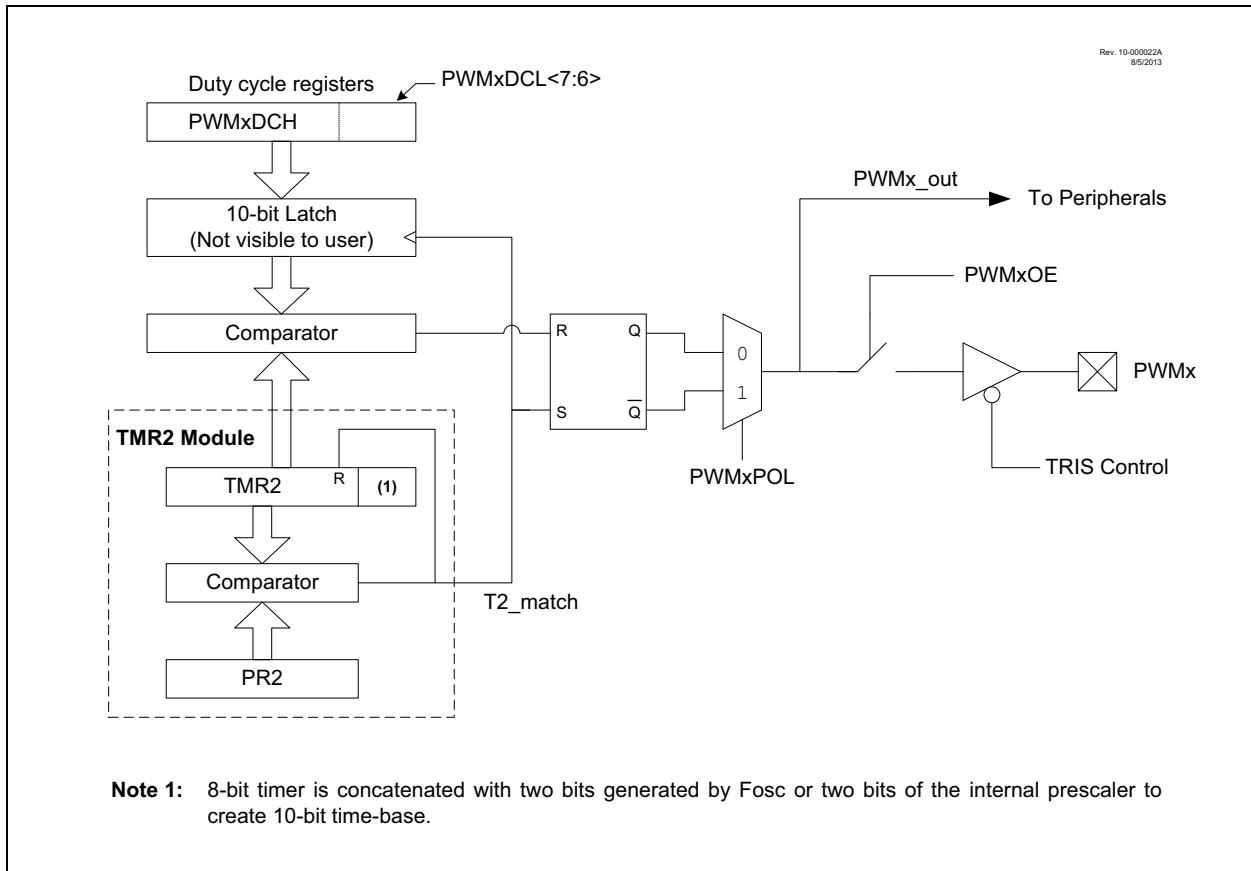 Rev. 10-000022A
8/5/2013
Duty cycle registers
PWMxDCL<7:6>
PWMxDCH
10-bit Latch
(Not visible to user)
Comparator
PWMx_out
To Peripherals
PWMxOE
R
Q
S
Q
0
1
PWMxPOL
PWMx
TRIS Control
TMR2 Module
TMR2
R
(1)
Comparator
T2_match
PR2
Note 1: 8-bit timer is concatenated with two bits generated by Fosc or two bits of the internal prescaler to
create 10-bit time-base.